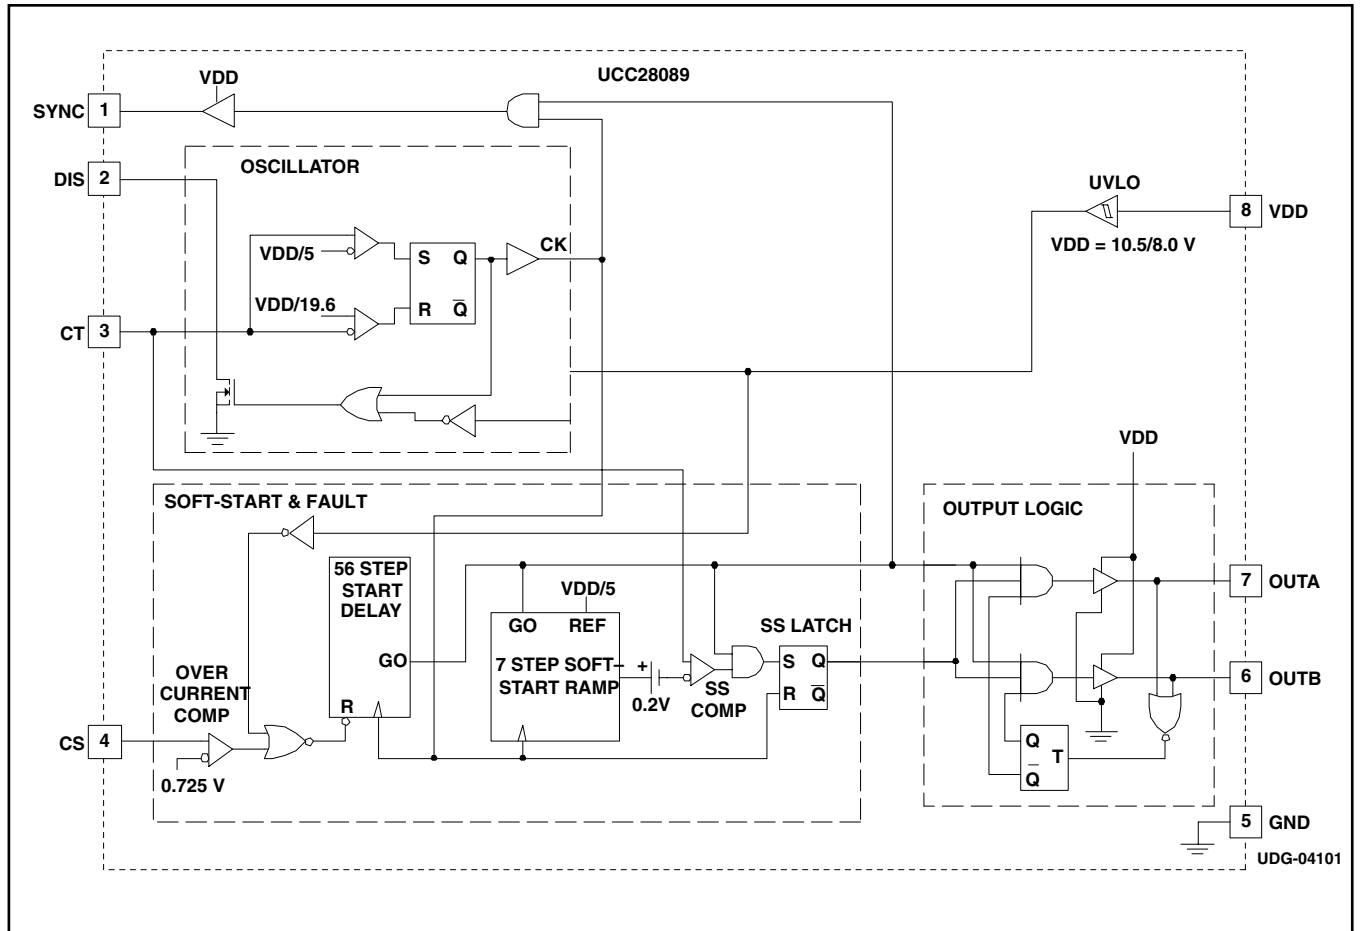 UCC28089
VDD
SYNC 1
DIS 2
OSCILLATOR
UVLO
8 VDD
VDD = 10.5/8.0 V
CK
VDD/5
S Q
VDD/19.6
R Q
CT 3
VDD
SOFT-START & FAULT
OUTPUT LOGIC
56 STEP
START
DELAY
GO
R
VDD/5
GO REF
7 STEP SOFT-
START RAMP
+
0.2V
SS
COMP
SS LATCH
S Q
R Q
7 OUTA
6 OUTB
OVER
CURRENT
COMP
CS 4
0.725 V
Q
T
Q
5 GND
UDG-04101